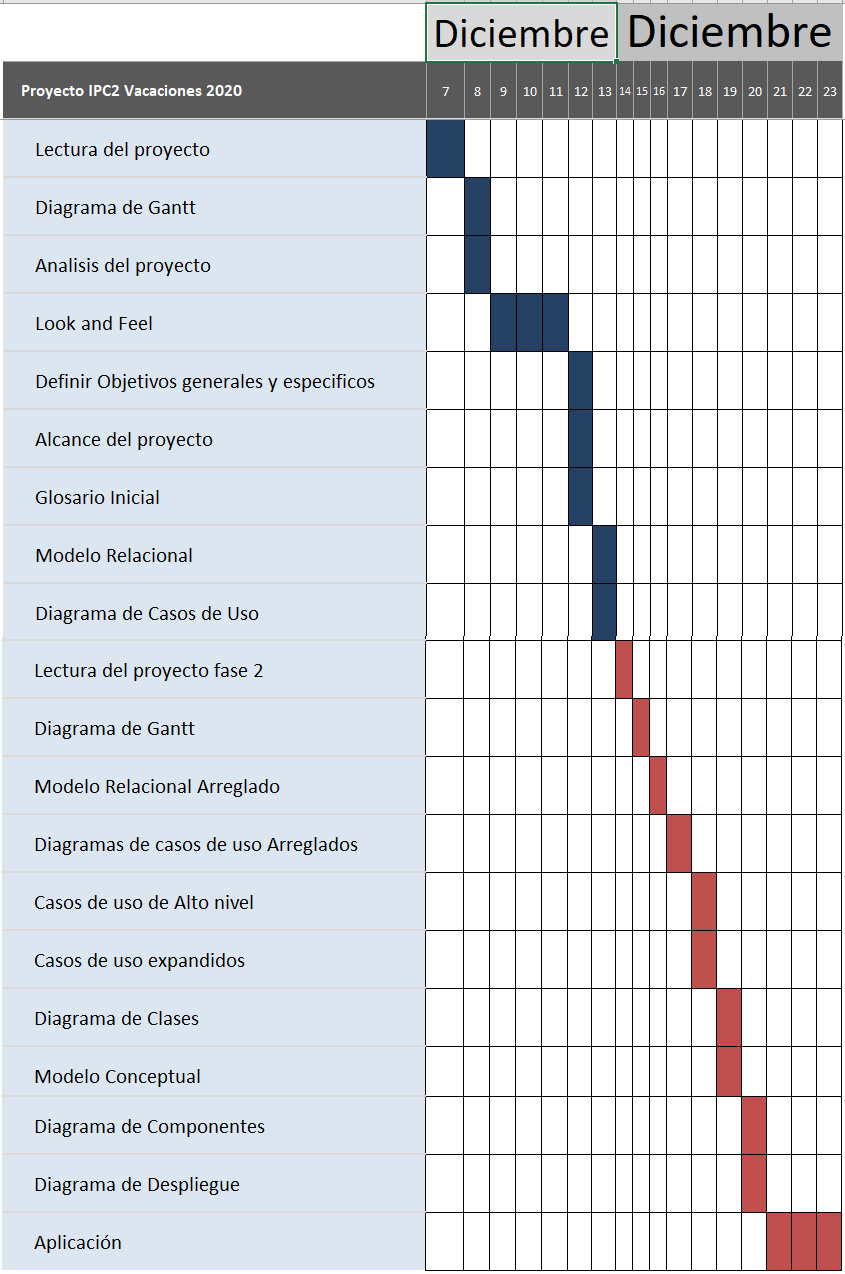 Diciembre Diciembre
Proyecto IPC2 Vacaciones 2020 7 8 9 10 11 12 13 14 15 16 17 18 19 20 21 22 23
Lectura del proyecto
Diagrama de Gantt
Analisis del proyecto
Look and Feel
Definir Objetivos generales y especificos
Alcance del proyecto
Glosario Inicial
Modelo Relacional
Diagrama de Casos de Uso
Lectura del proyecto fase 2
Diagrama de Gantt
Modelo Relacional Arreglado
Diagramas de casos de uso Arreglados
Casos de uso de Alto nivel
Casos de uso expandidos
Diagrama de Clases
Modelo Conceptual
Diagrama de Componentes
Diagrama de Despliegue
Aplicación